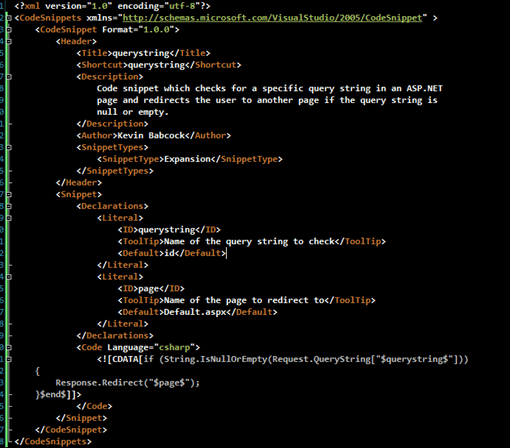 <?xml version="1.0" encoding="utf-8"?>
<CodeSnippets xmlns="http://schemas.microsoft.com/VisualStudio/2005/CodeSnippet" >
<CodeSnippet Format="1.0.0">
<Header>
<Title>querystring</Title>
<Shortcut>querystring</Shortcut>
<Description>
Code snippet which checks for a specific query string in an ASP.NET
page and redirects the user to another page if the query string is
null or empty.
</Description>
<Author>Kevin Babcock</Author>
<SnippetTypes>
<SnippetType>Expansion</SnippetType>
</SnippetTypes>
</Header>
<Snippet>
<Declarations>
<Literal>
<ID>querystring</ID>
<ToolTip>Name of the query string to check</ToolTip>
<Default>id</Default>
</Literal>
<Literal>
<ID>page</ID>
<ToolTip>Name of the page to redirect to</ToolTip>
<Default>Default.aspx</Default>
</Literal>
</Declarations>
<Code Language="csharp">
<![CDATA[if (String.IsNullOrEmpty(Request.QueryString["$querystring$"]))
{
Response.Redirect("$page$");
}$end$]]>
</Code>
</Snippet>
</CodeSnippet>
</CodeSnippets>